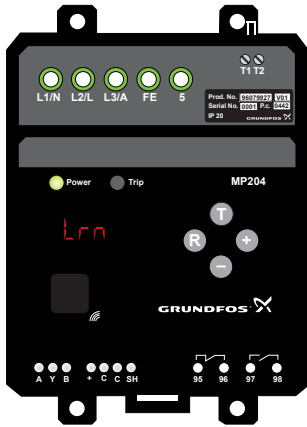 T1 T2
L1/N L2/L L3/A FE 5
Prod. No. 96079927 V01
Serial No. 0001 P.c. 0442
IP 20 GRUNDFOS
Power Trip MP204
T
Lrn
R +
−
GRUNDFOS
A Y B + C C SH 95 96 97 98